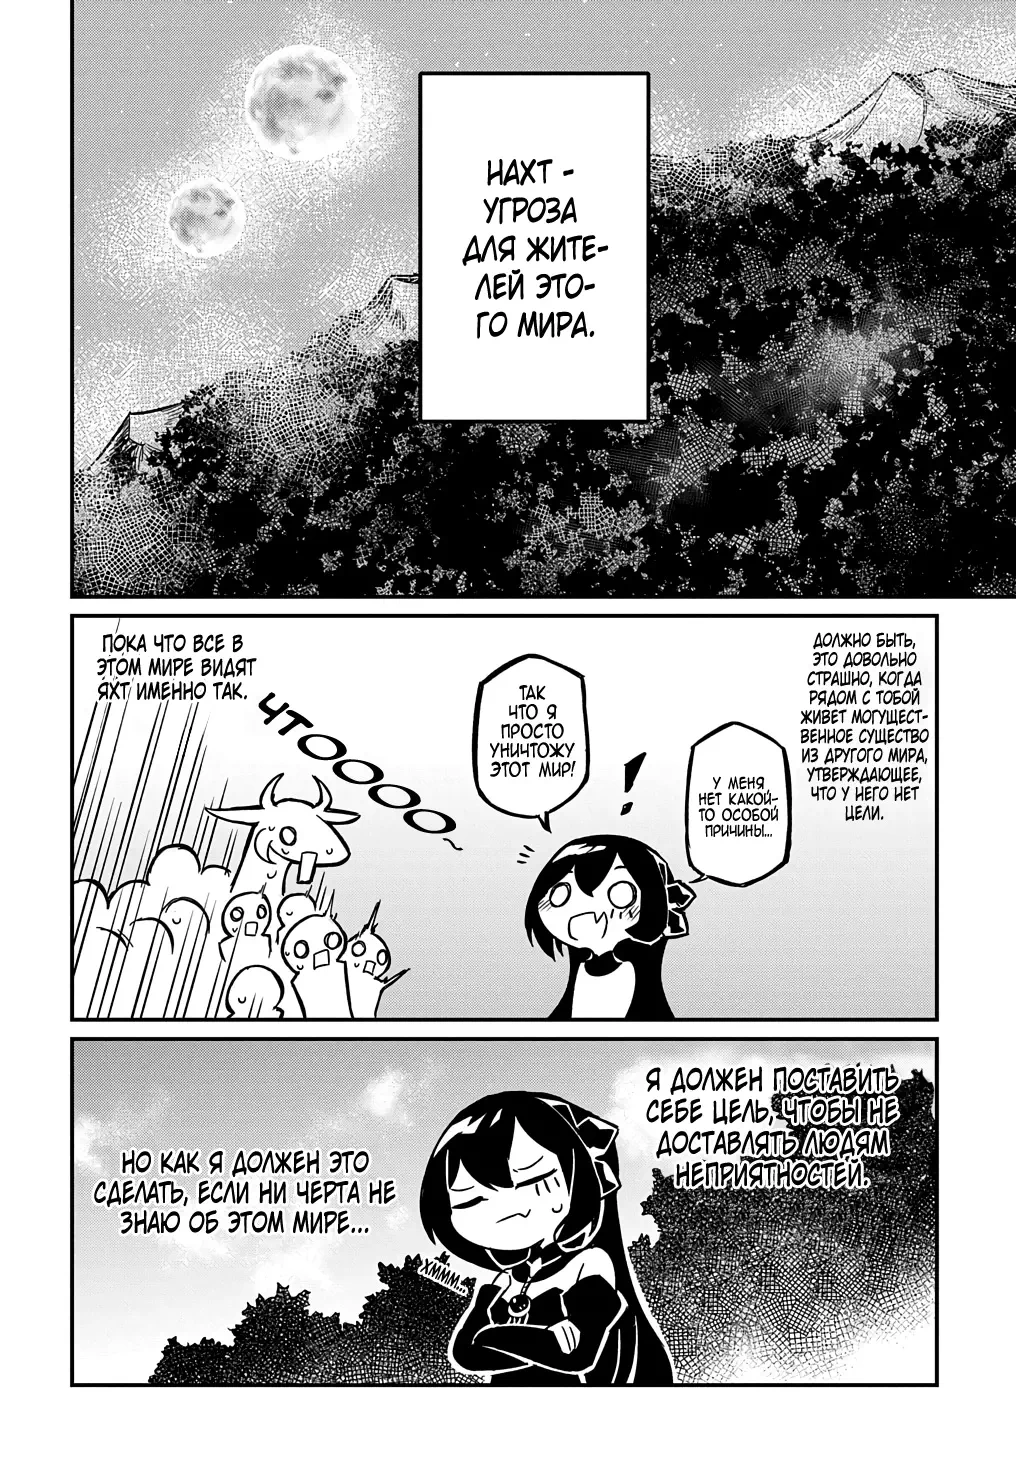 НАХТ -
УГРОЗА
ДЛЯ ЖИТЕ-
ЛЕЙ ЭТО-
ГО МИРА.
ДОЛЖНО БЫТЬ,
ЭТО ДОВОЛЬНО
СТРАШНО, КОГДА
РЯДОМ С ТОБОЙ
ЖИВЕТ МОГУЩЕСТ-
ВЕННОЕ СУЩЕСТВО
ИЗ ДРУГОГО МИРА,
УТВЕРЖДАЮЩЕЕ,
ЧТО У НЕГО НЕТ
ЦЕЛИ.
У МЕНЯ
НЕТ КАКОЙ-
ТО ОСОБОЙ
ПРИЧИНЫ...
!
ТАК
ЧТО Я
ПРОСТО
УНИЧТОЖУ
ЭТОТ МИР!
ЧТООООО~
ПОКА ЧТО ВСЕ В
ЭТОМ МИРЕ ВИДЯТ
ЯХТ ИМЕННО ТАК.
Я ДОЛЖЕН ПОСТАВИТЬ
СЕБЕ ЦЕЛЬ, ЧТОБЫ НЕ
ДОСТАВЛЯТЬ ЛЮДЯМ
НЕПРИЯТНОСТЕЙ.
НО КАК Я ДОЛЖЕН ЭТО
СДЕЛАТЬ, ЕСЛИ НИ ЧЕРТА НЕ
ЗНАЮ ОБ ЭТОМ МИРЕ...
ХМММ...